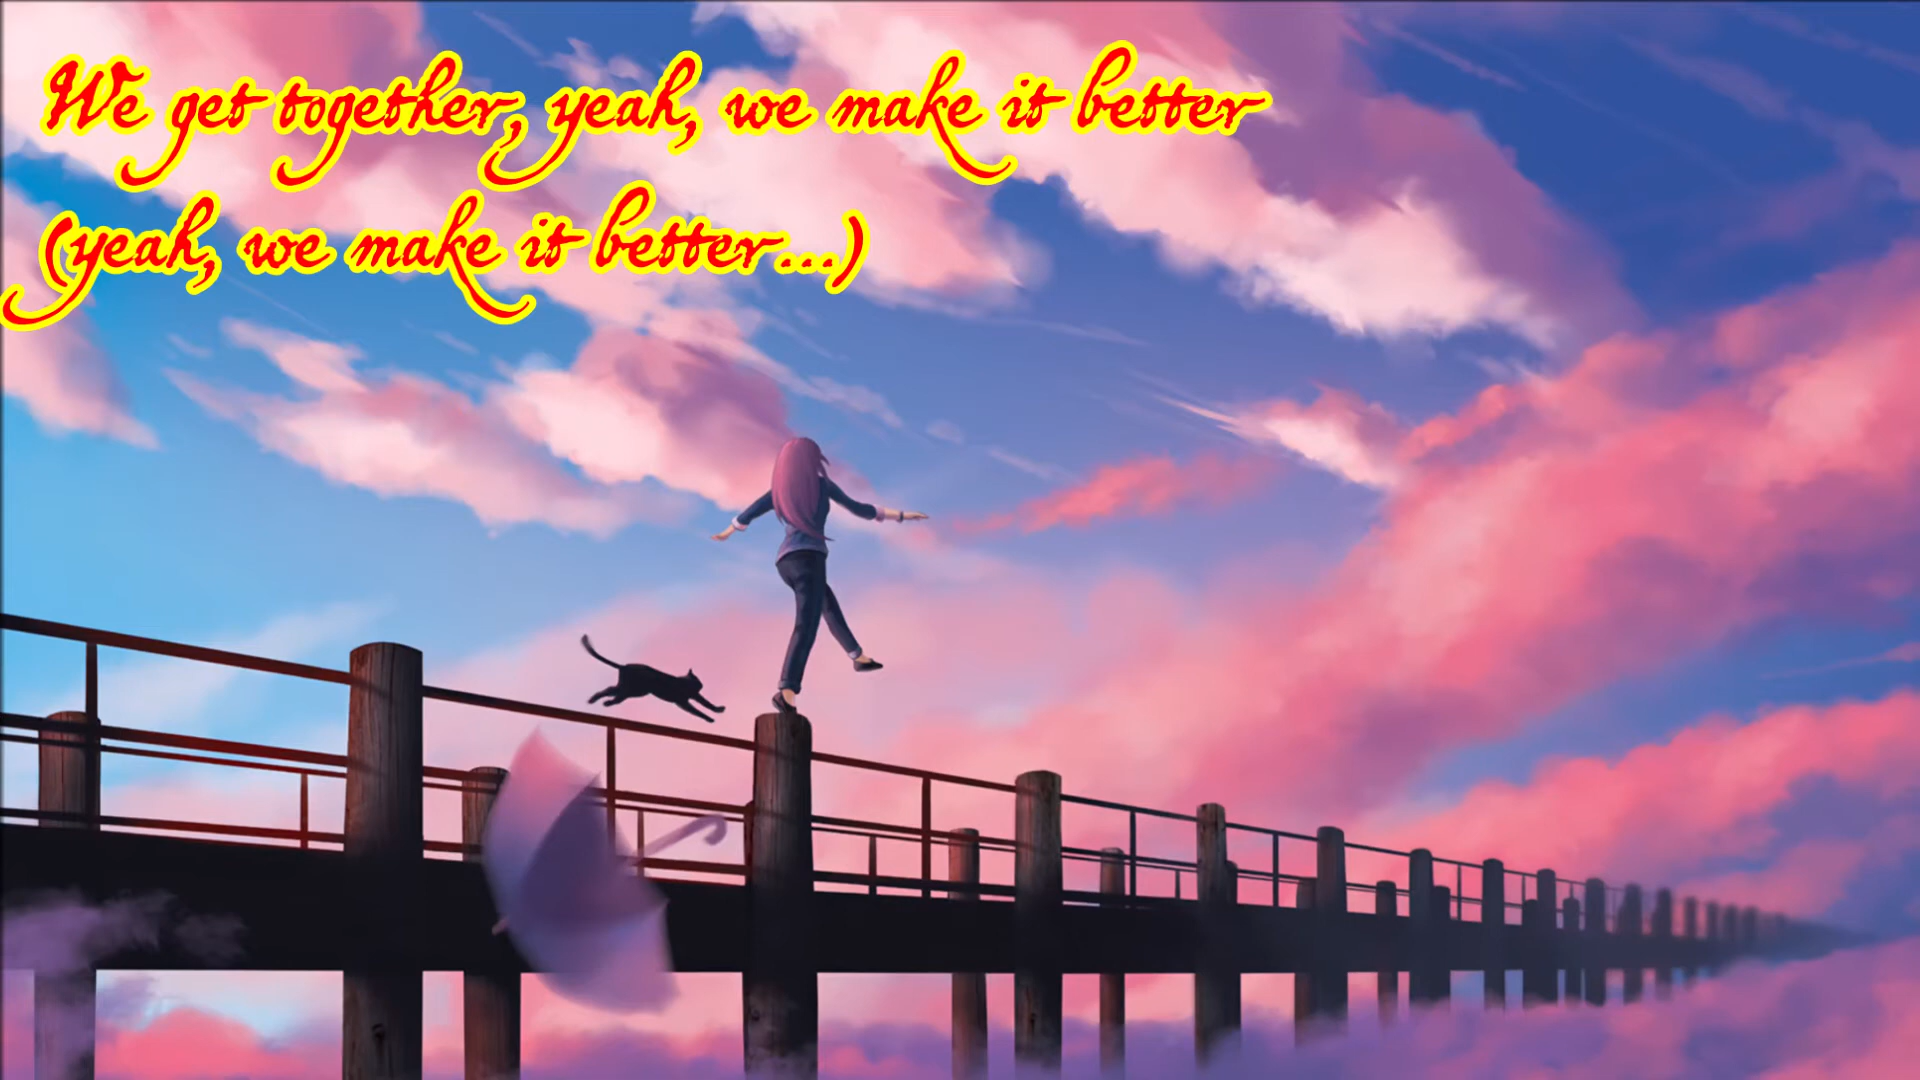 We get together, yeah, we make it better
(yeah, we make it better...)